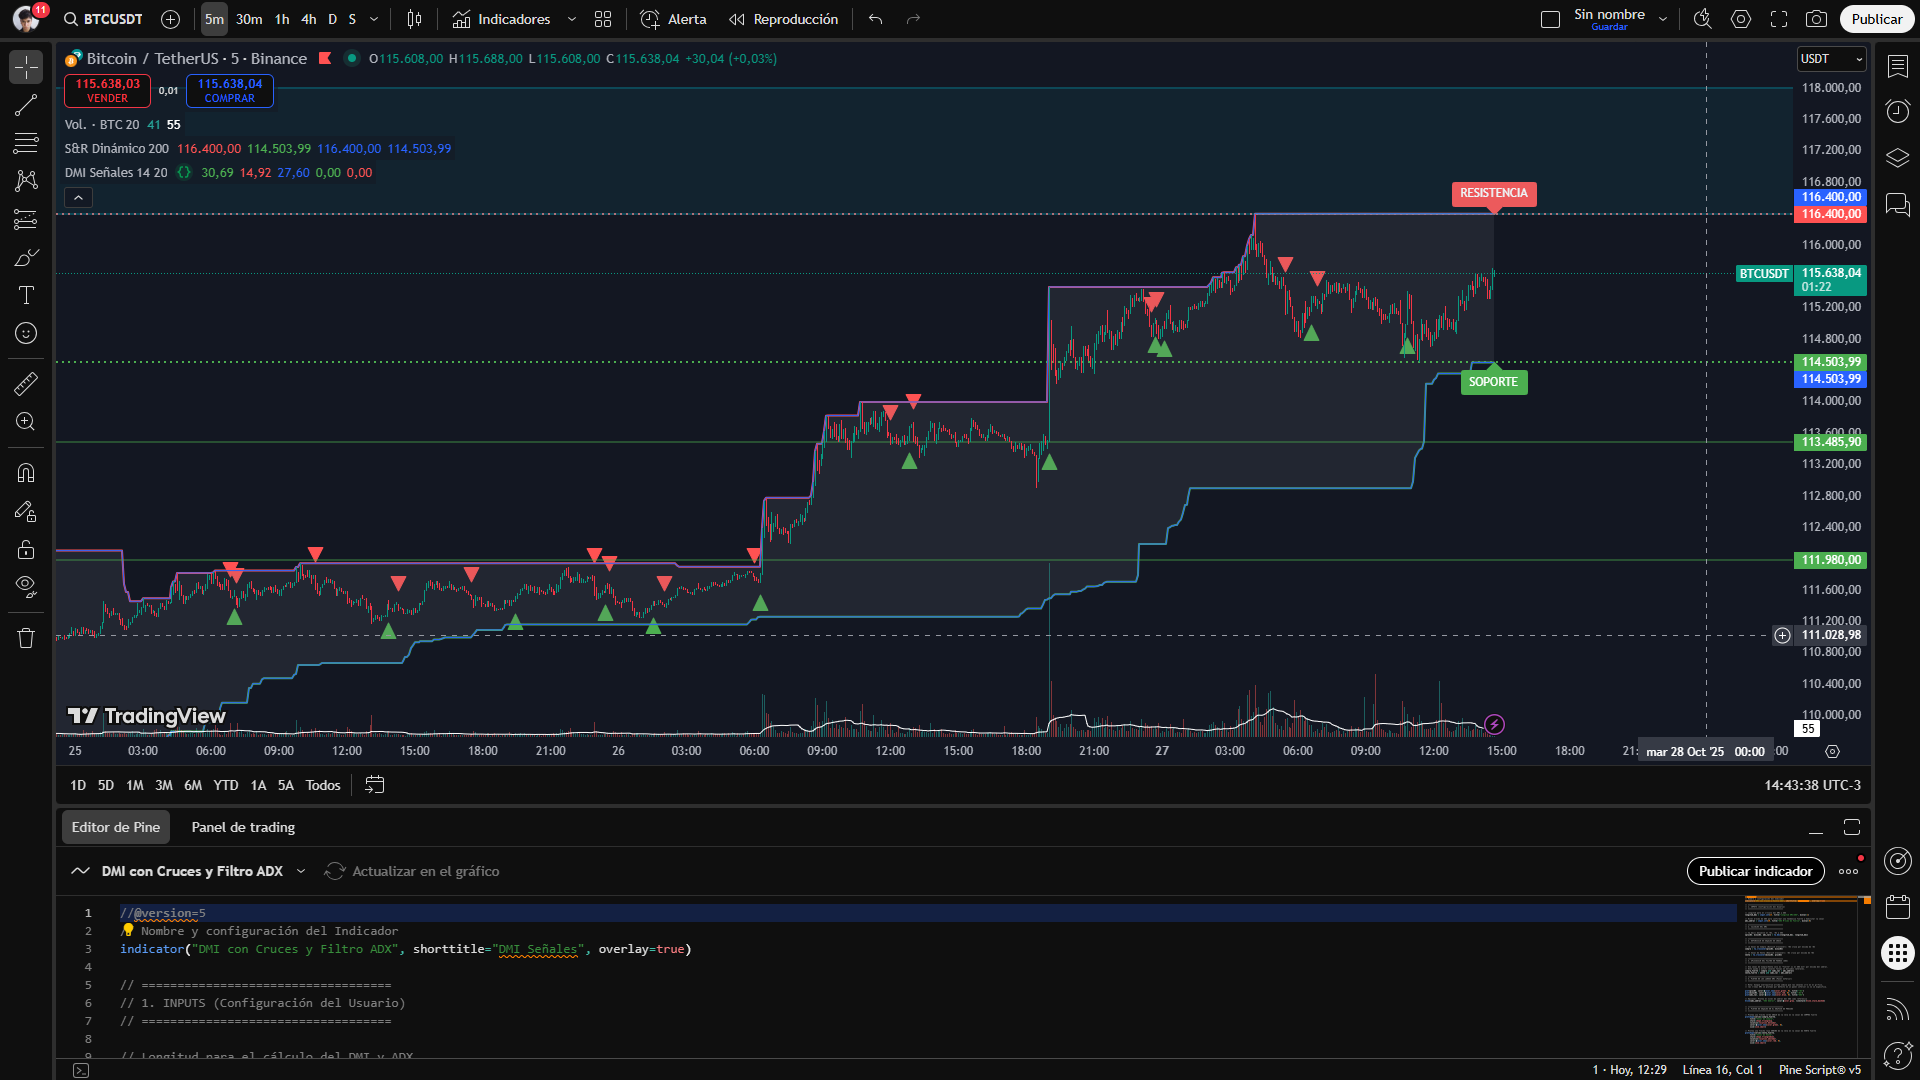 11
BTCUSDT
5m 30m 1h 4h D S
Indicadores
Alerta
Reproducción
Sin nombre
Guardar
Publicar
Bitcoin / TetherUS · 5 · Binance
O115.608,00 H115.688,00 L115.608,00 C115.638,04 +30,04 (+0,03%)
USDT
115.638,03
VENDER
0,01
115.638,04
COMPRAR
Vol. · BTC 20 41 55
S&R Dinámico 200 116.400,00 114.503,99 116.400,00 114.503,99
DMI Señales 14 20 {} 30,69 14,92 27,60 0,00 0,00
118.000,00
117.600,00
117.200,00
116.800,00
116.400,00
116.400,00
RESISTENCIA
116.000,00
BTCUSDT 115.638,04
01:22
115.200,00
114.800,00
114.503,99
114.503,99
SOPORTE
114.000,00
113.600,00
113.485,90
113.200,00
112.800,00
112.400,00
111.980,00
111.600,00
111.200,00
111.028,98
110.800,00
110.400,00
110.000,00
55
TradingView
25 03:00 06:00 09:00 12:00 15:00 18:00 21:00 26 03:00 06:00 09:00 12:00 15:00 18:00 21:00 27 03:00 06:00 09:00 12:00 15:00 18:00 mar 28 Oct '25 00:00
1D 5D 1M 3M 6M YTD 1A 5A Todos
14:43:38 UTC-3
Editor de Pine
Panel de trading
DMI con Cruces y Filtro ADX
Actualizar en el gráfico
Publicar indicador
1 //@version=5
2 / Nombre y configuración del Indicador
3 indicator("DMI con Cruces y Filtro ADX", shorttitle="DMI Señales", overlay=true)
4
5 // ===================================
6 // 1. INPUTS (Configuración del Usuario)
7 // ===================================
8
9 // Longitud para el cálculo del DMI y ADX
1 · Hoy, 12:29 Línea 16, Col 1 Pine Script® v5